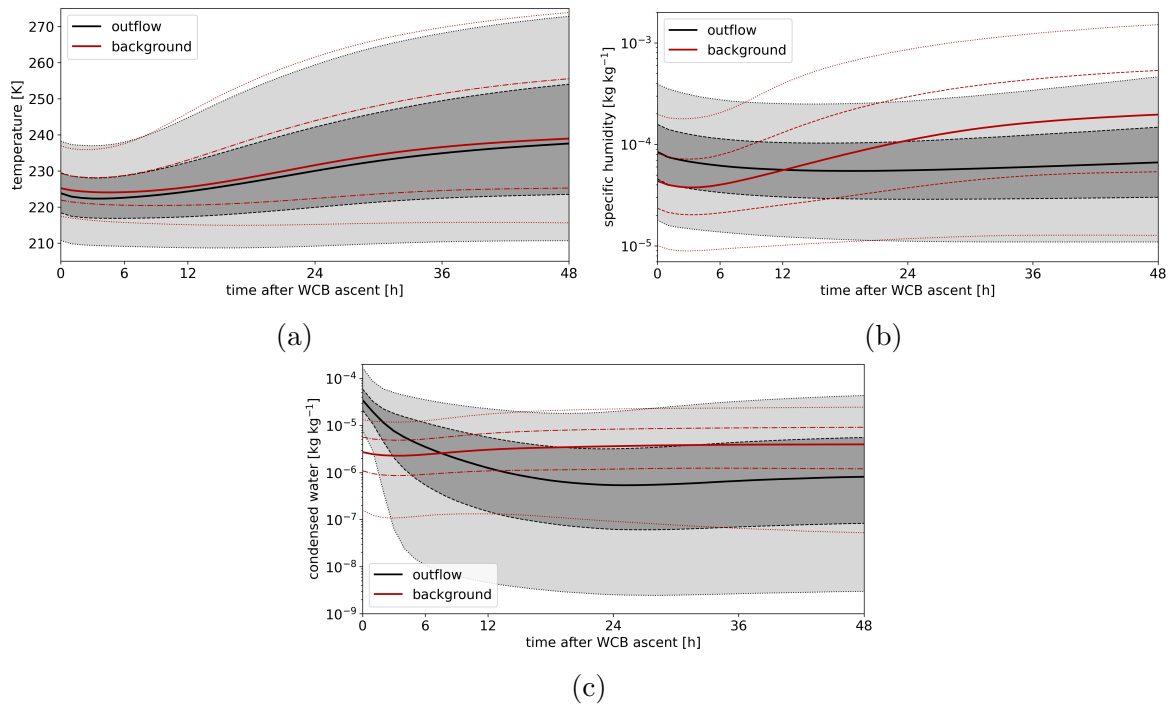 270
260
250
240
230
220
210
temperature [K]
outflow
background
0 6 12 24 36 48
time after WCB ascent [h]
(a)
10⁻³
10⁻⁴
10⁻⁵
specific humidity [kg kg⁻¹]
outflow
background
0 6 12 24 36 48
time after WCB ascent [h]
(b)
10⁻⁴
10⁻⁵
10⁻⁶
10⁻⁷
10⁻⁸
10⁻⁹
condensed water [kg kg⁻¹]
outflow
background
0 6 12 24 36 48
time after WCB ascent [h]
(c)